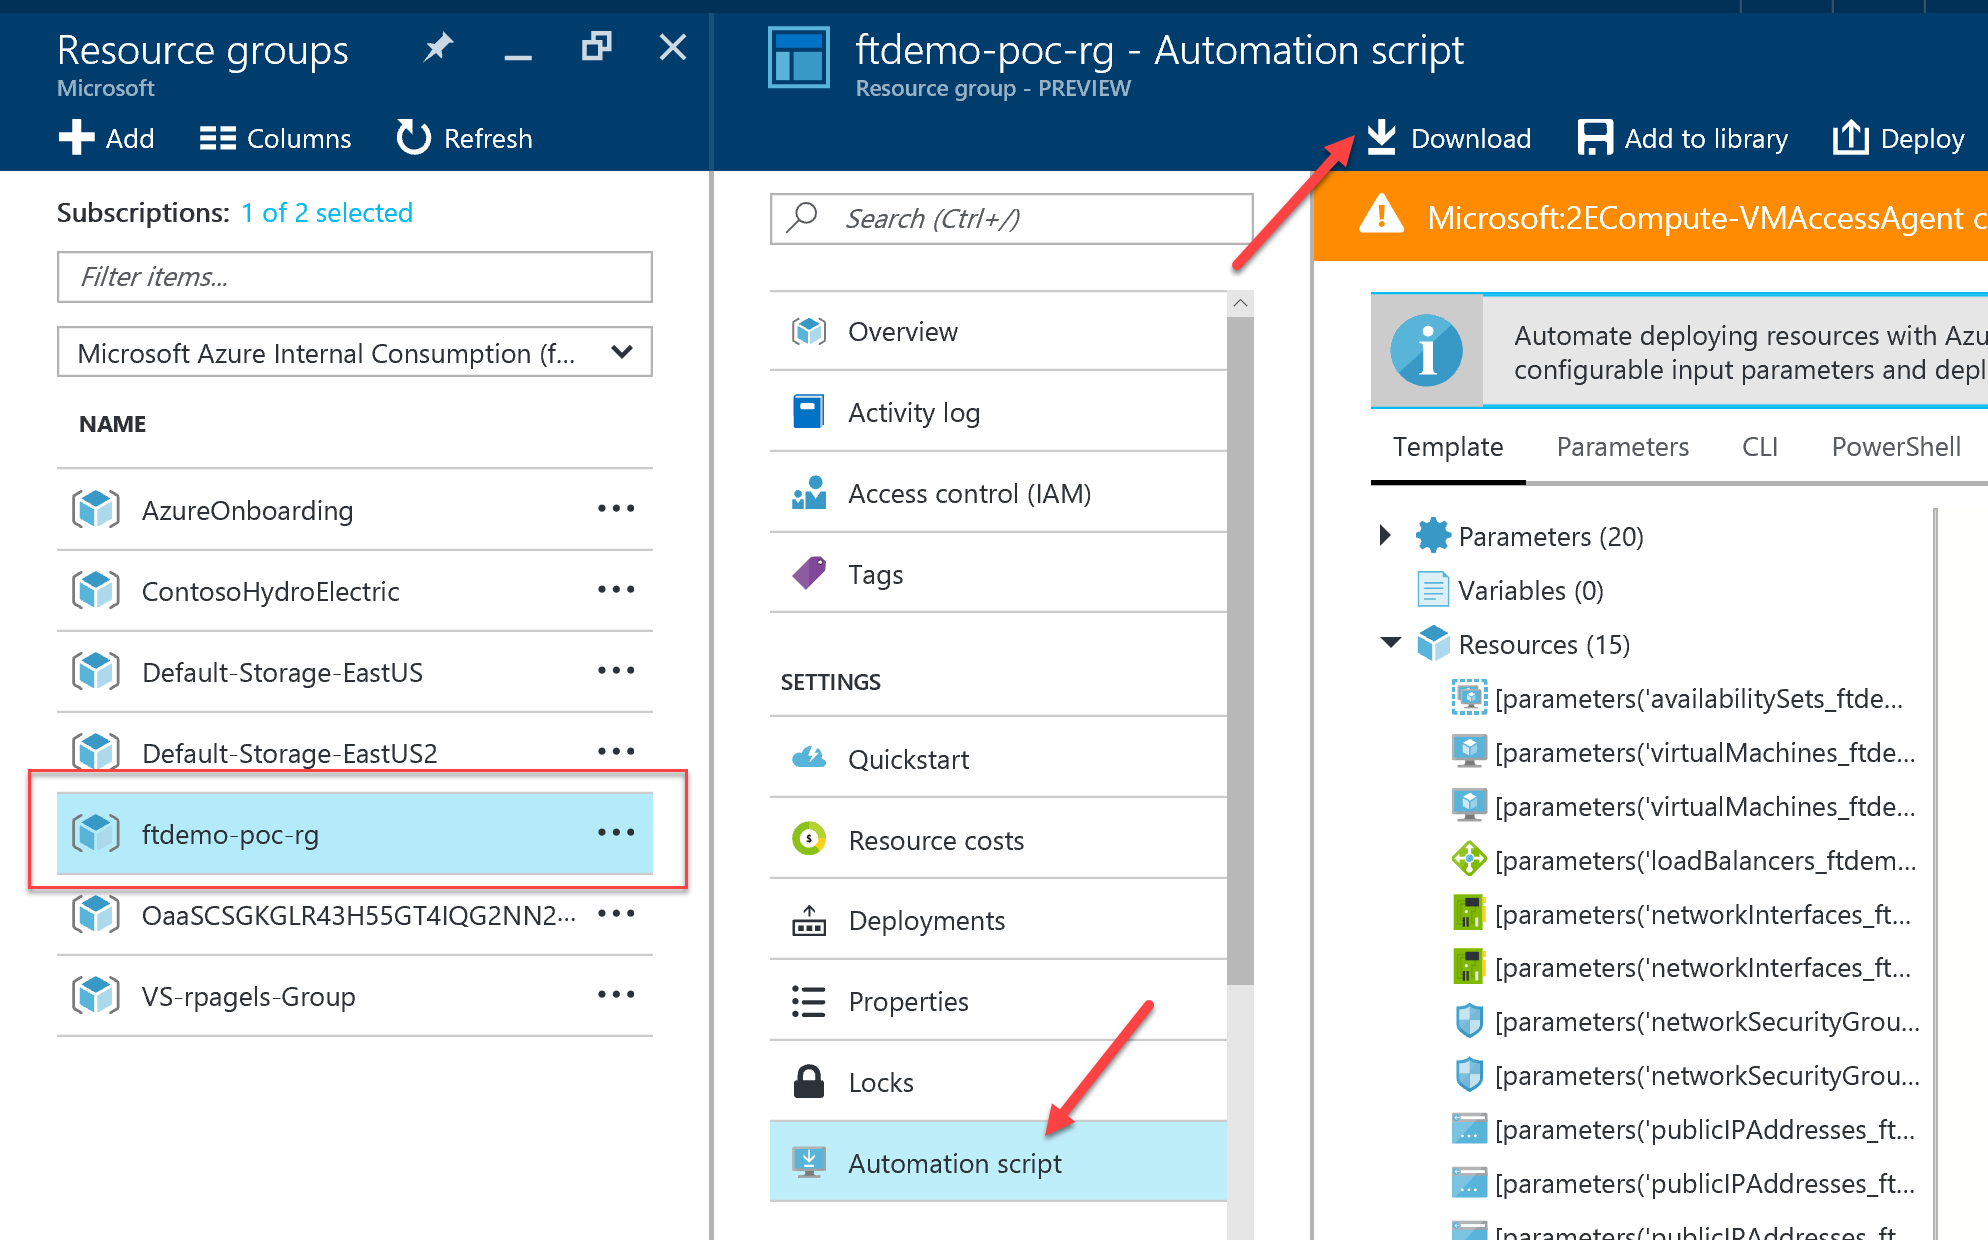 Resource groups
Microsoft
Add
Columns
Refresh
Subscriptions: 1 of 2 selected
Filter items...
Microsoft Azure Internal Consumption (f...
NAME
AzureOnboarding
ContosoHydroElectric
Default-Storage-EastUS
Default-Storage-EastUS2
ftdemo-poc-rg
OaaSCSGKGLR43H55GT4IQG2NN2...
VS-rpagels-Group
ftdemo-poc-rg - Automation script
Resource group - PREVIEW
Download
Add to library
Deploy
Search (Ctrl+/)
Overview
Activity log
Access control (IAM)
Tags
SETTINGS
Quickstart
Resource costs
Deployments
Properties
Locks
Automation script
Microsoft:2ECompute-VMAccessAgent c
Automate deploying resources with Azu
configurable input parameters and depl
Template
Parameters
CLI
PowerShell
Parameters (20)
Variables (0)
Resources (15)
[parameters('availabilitySets_ftde...
[parameters('virtualMachines_ftde...
[parameters('virtualMachines_ftde...
[parameters('loadBalancers_ftdem...
[parameters('networkInterfaces_ft...
[parameters('networkInterfaces_ft...
[parameters('networkSecurityGrou...
[parameters('networkSecurityGrou...
[parameters('publicIPAddresses_ft...
[parameters('publicIPAddresses_ft...
[parameters('publicIPAddresses_ft...